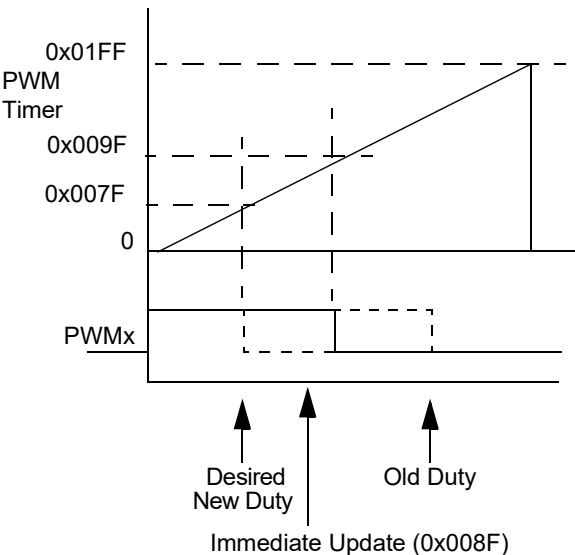 0x01FF
PWM
Timer
0x009F
0x007F
0
PWMx
Desired
New Duty
Old Duty
Immediate Update (0x008F)